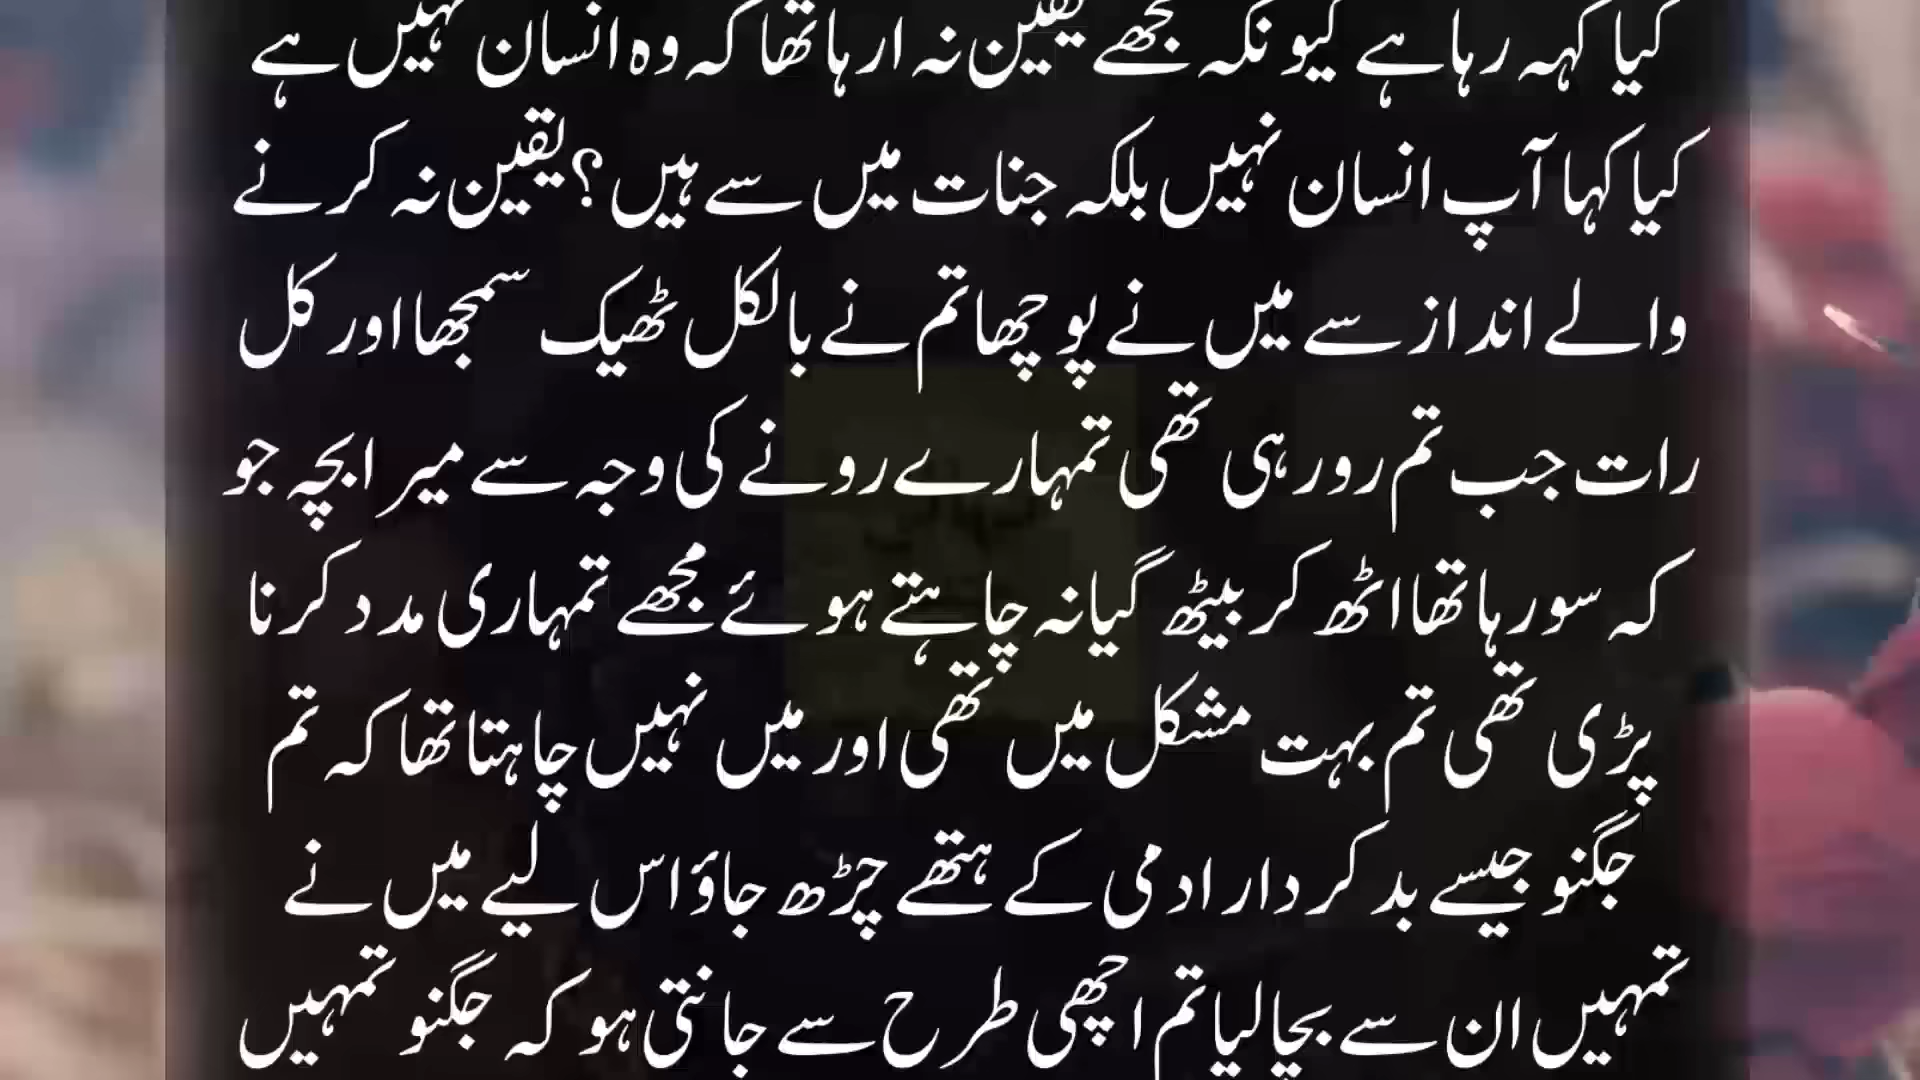 کیا کہہ رہا ہے کیونکہ مجھے یقین نہ ارہا تھا کہ وہ انسان نہیں ہے
کیا کہا آپ انسان نہیں بلکہ جنات میں سے ہیں؟ یقین نہ کرنے
والے انداز سے میں نے پوچھا تم نے بالکل ٹھیک سمجھا اور کل
رات جب تم رو رہی تھی تمہارے رونے کی وجہ سے میرا بچہ جو
کہ سو رہا تھا اٹھ کر بیٹھ گیا نہ چاہتے ہوئے مجھے تمہاری مدد کرنا
پڑی تھی تم بہت مشکل میں تھی اور میں نہیں چاہتا تھا کہ تم
جگنو جیسے بد کردار ادمی کے ہتھے چڑھ جاؤ اس لیے میں نے
تمہیں ان سے بچا لیا تم اچھی طرح سے جانتی ہو کہ جگنو تمہیں